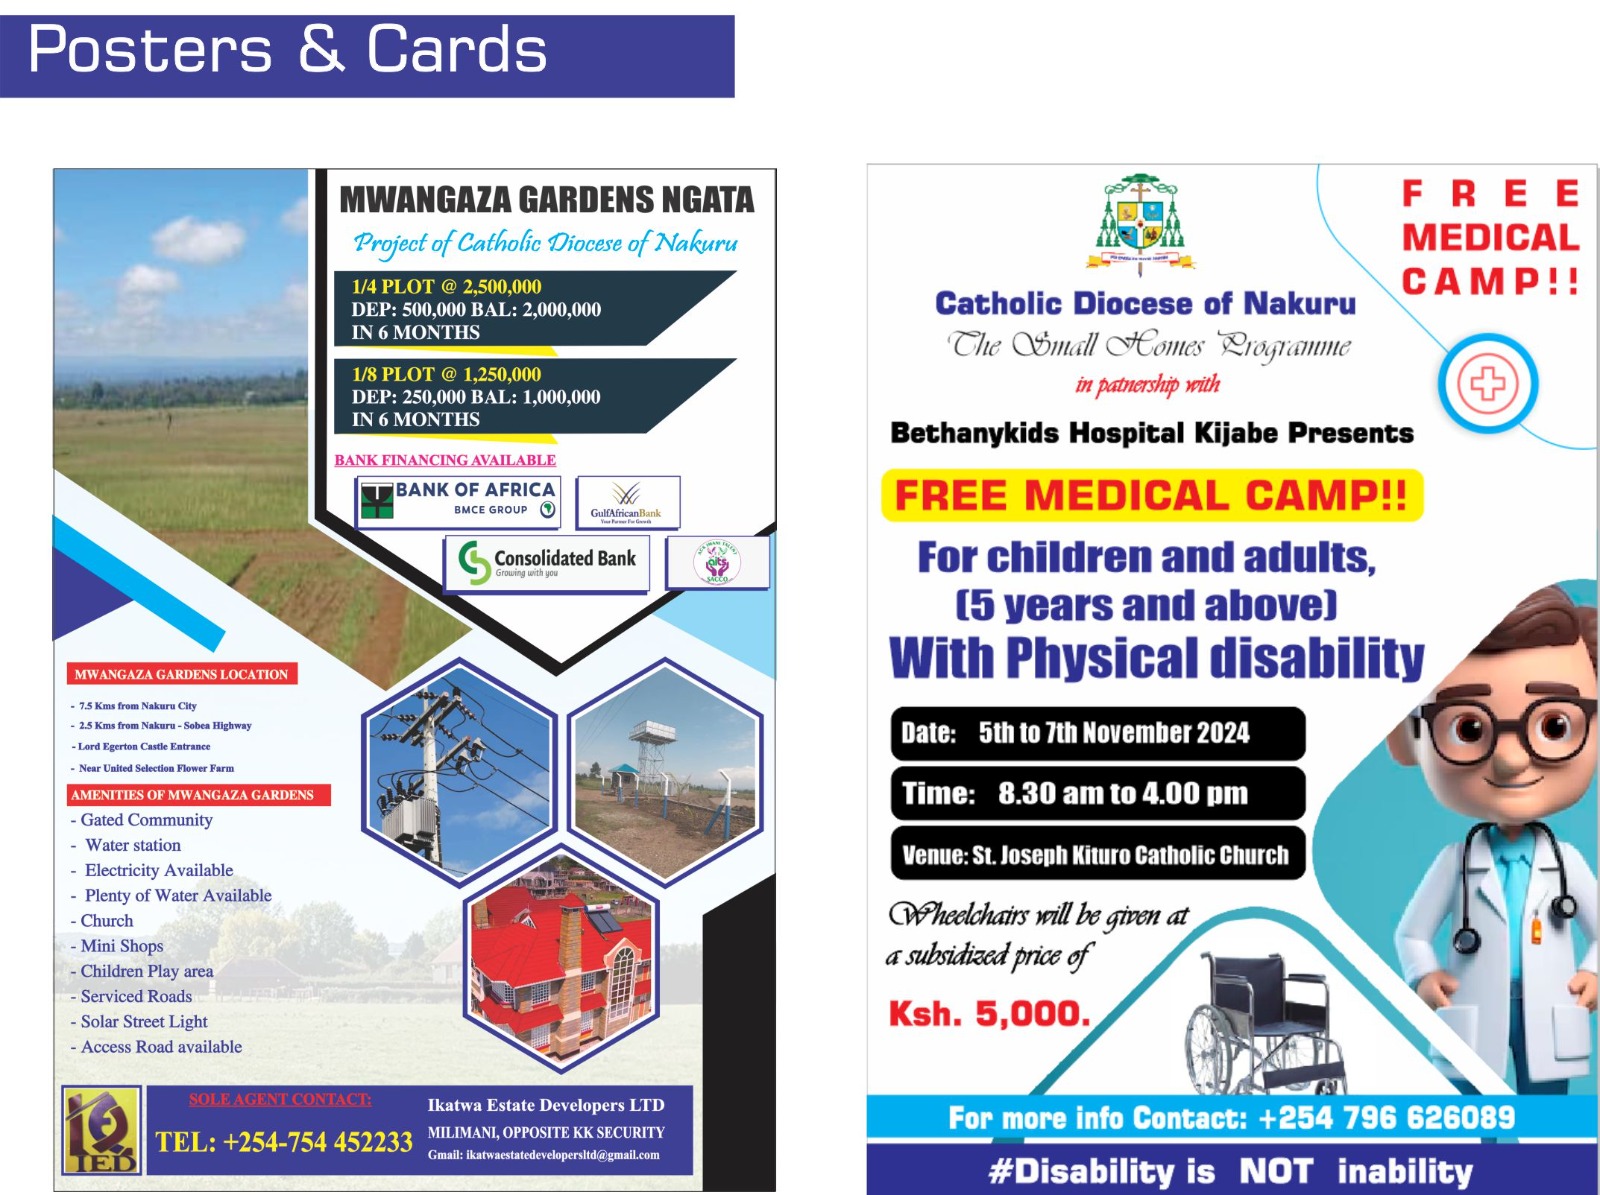 Posters & Cards
MWANGAZA GARDENS NGATA
Project of Catholic Diocese of Nakuru
1/4 PLOT @ 2,500,000
DEP: 500,000 BAL: 2,000,000
IN 6 MONTHS
1/8 PLOT @ 1,250,000
DEP: 250,000 BAL: 1,000,000
IN 6 MONTHS
BANK FINANCING AVAILABLE
BANK OF AFRICA
BMCE GROUP
GulfAfricanBank
Your Partner For Growth
Consolidated Bank
Growing with you
SACCO
MWANGAZA GARDENS LOCATION
- 7.5 Kms from Nakuru City
- 2.5 Kms from Nakuru - Sobea Highway
- Lord Egerton Castle Entrance
- Near United Selection Flower Farm
AMENITIES OF MWANGAZA GARDENS
- Gated Community
- Water station
- Electricity Available
- Plenty of Water Available
- Church
- Mini Shops
- Children Play area
- Serviced Roads
- Solar Street Light
- Access Road available
IED
SOLE AGENT CONTACT:
TEL: +254-754 452233
Ikatwa Estate Developers LTD
MILIMANI, OPPOSITE KK SECURITY
Gmail: ikatwaestatedevelopersltd@gmail.com
FREE
MEDICAL
CAMP!!
Catholic Diocese of Nakuru
The Small Homes Programme
in patnership with
Bethanykids Hospital Kijabe Presents
FREE MEDICAL CAMP!!
For children and adults,
(5 years and above)
With Physical disability
Date: 5th to 7th November 2024
Time: 8.30 am to 4.00 pm
Venue: St. Joseph Kituro Catholic Church
Wheelchairs will be given at
a subsidized price of
Ksh. 5,000.
For more info Contact: +254 796 626089
#Disability is NOT inability